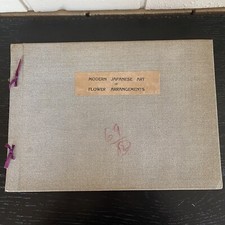 MODERN JAPANESE ART
OF
FLOWER ARRANGEMENTS